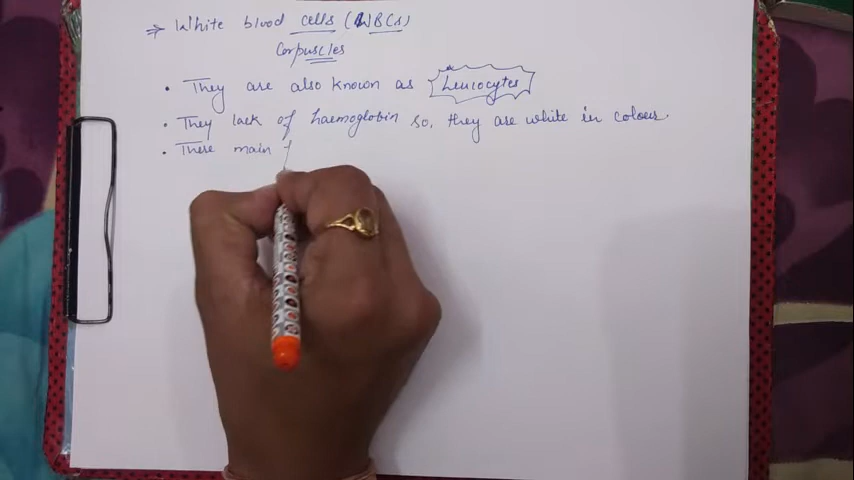 ⇒ White blood cells (WBCs)
Corpuscles
• They are also known as Leucocytes
• They lack of haemoglobin so, they are white in colour.
• There main f